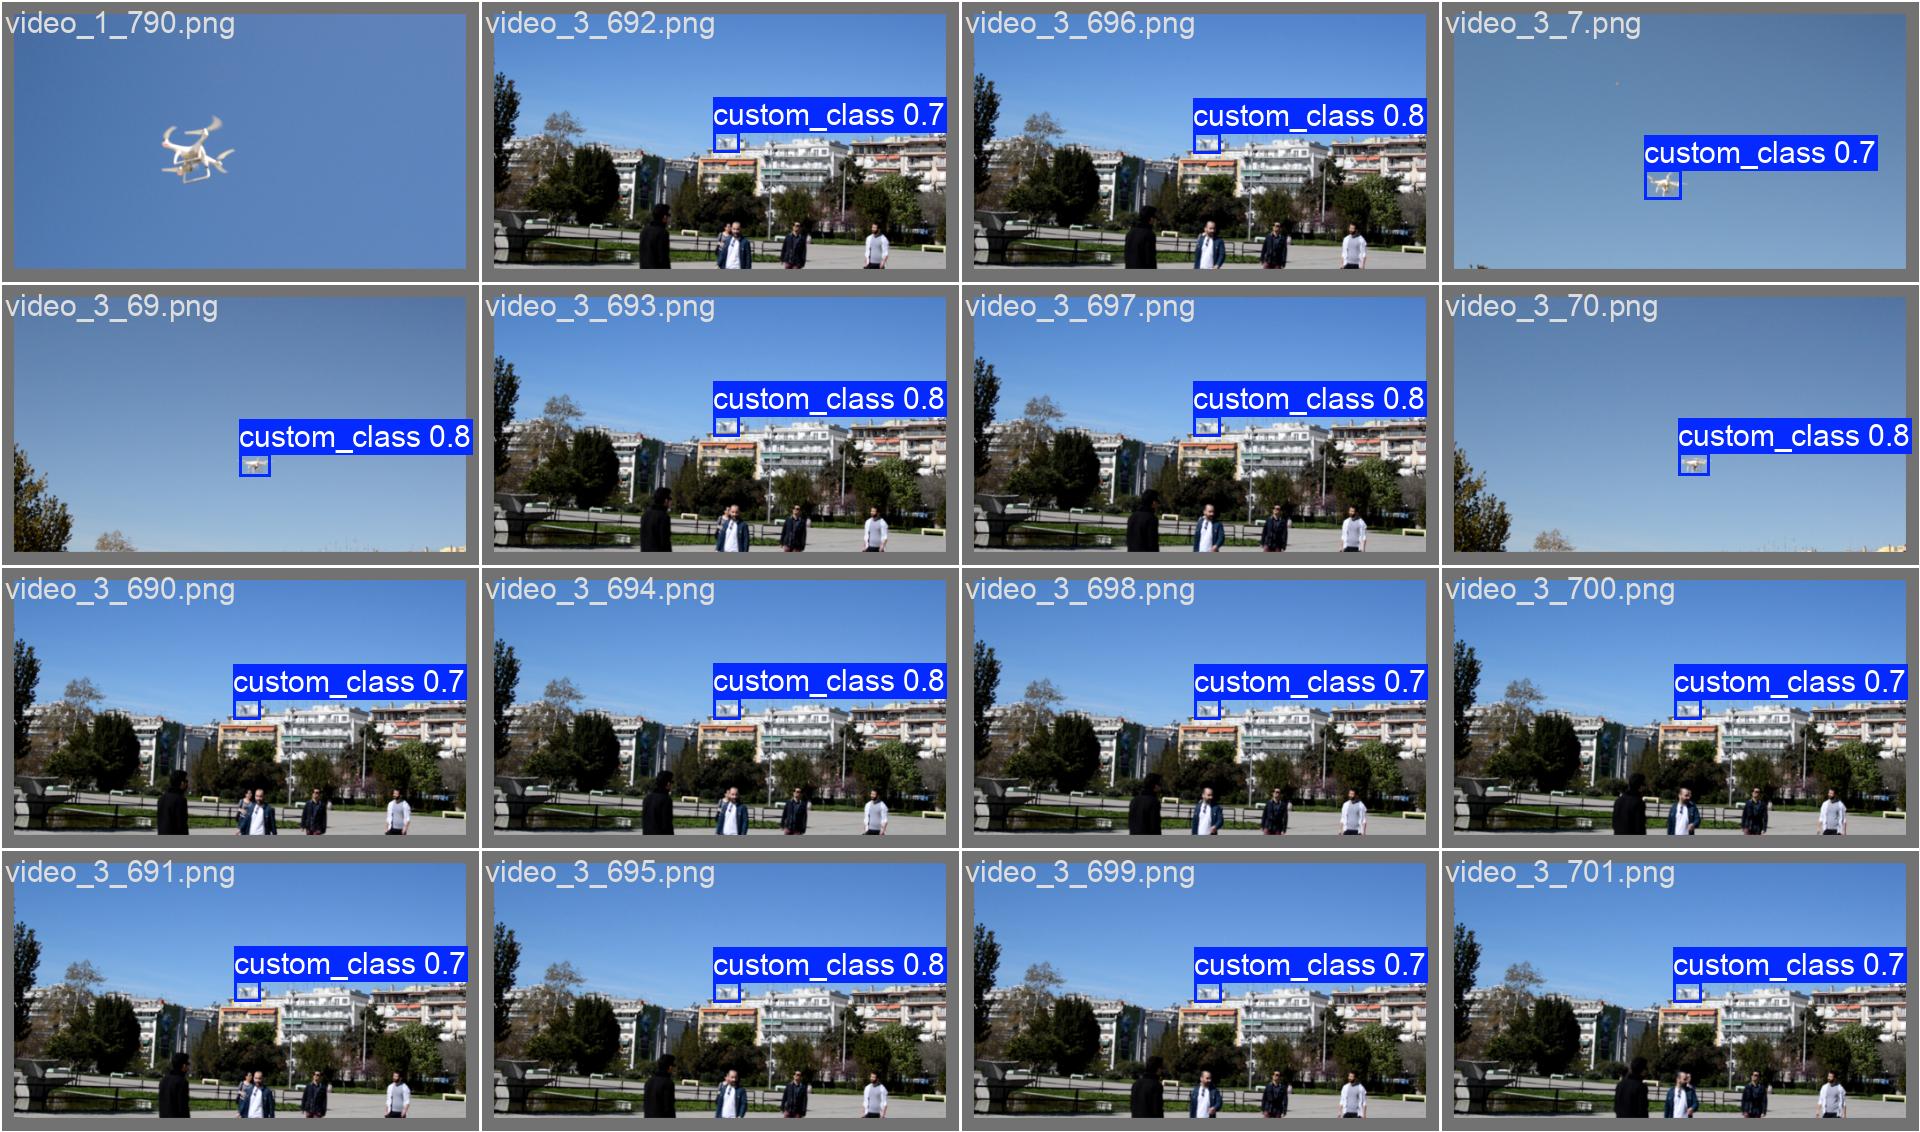 video_1_790.png
video_3_692.png
custom_class 0.7
video_3_696.png
custom_class 0.8
video_3_7.png
custom_class 0.7
video_3_69.png
custom_class 0.8
video_3_693.png
custom_class 0.8
video_3_697.png
custom_class 0.8
video_3_70.png
custom_class 0.8
video_3_690.png
custom_class 0.7
video_3_694.png
custom_class 0.8
video_3_698.png
custom_class 0.7
video_3_700.png
custom_class 0.7
video_3_691.png
custom_class 0.7
video_3_695.png
custom_class 0.8
video_3_699.png
custom_class 0.7
video_3_701.png
custom_class 0.7